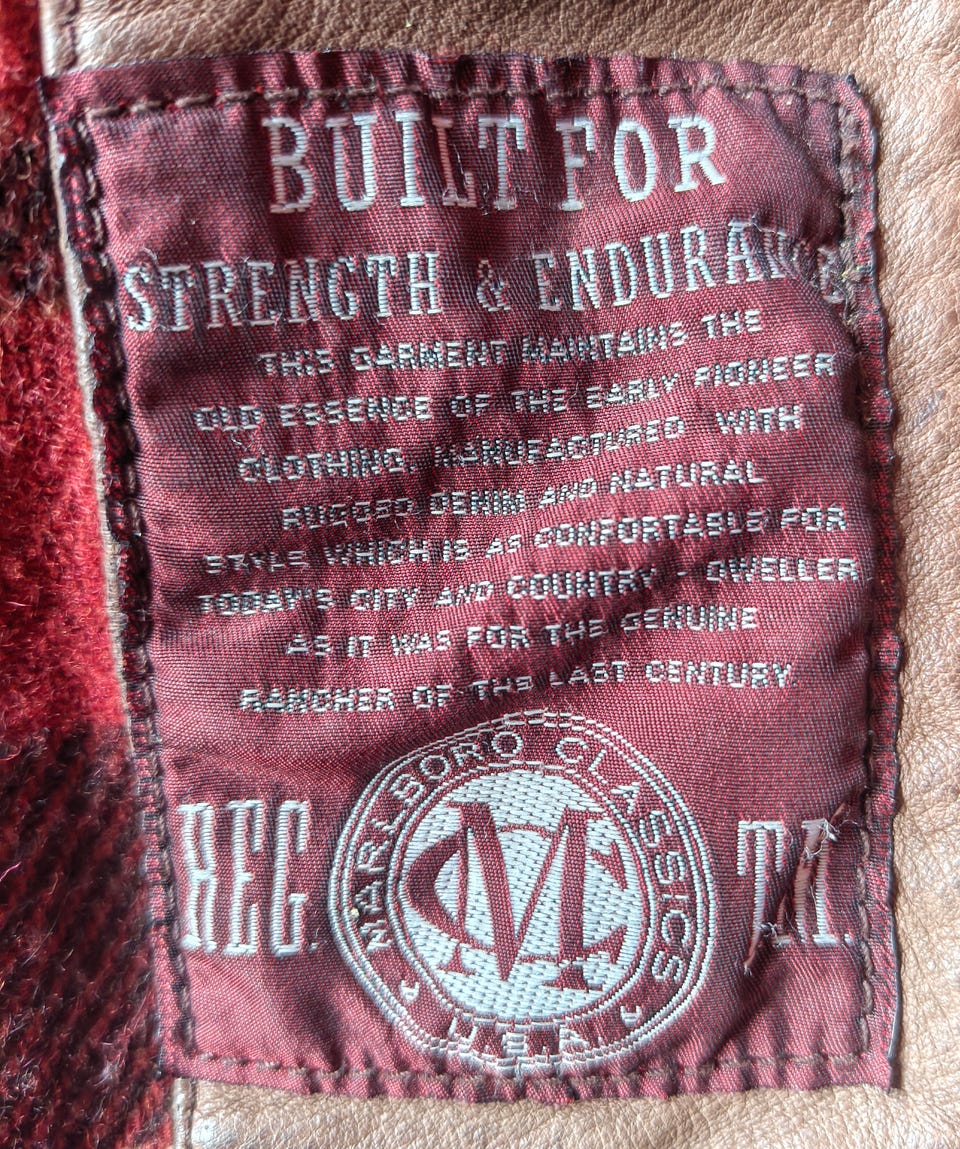 BUILT FOR
STRENGTH & ENDURANCE
THIS GARMENT MAINTAINS THE
OLD ESSENCE OF THE EARLY PIONEER
CLOTHING, MANUFACTURED WITH
RUGGED DENIM AND NATURAL
STYLE WHICH IS AS CONFORTABLE FOR
TODAY'S CITY AND COUNTRY - DWELLER
AS IT WAS FOR THE GENUINE
RANCHER OF THE LAST CENTURY
MARLBORO CLASSICS
REG.
MC
T.M.